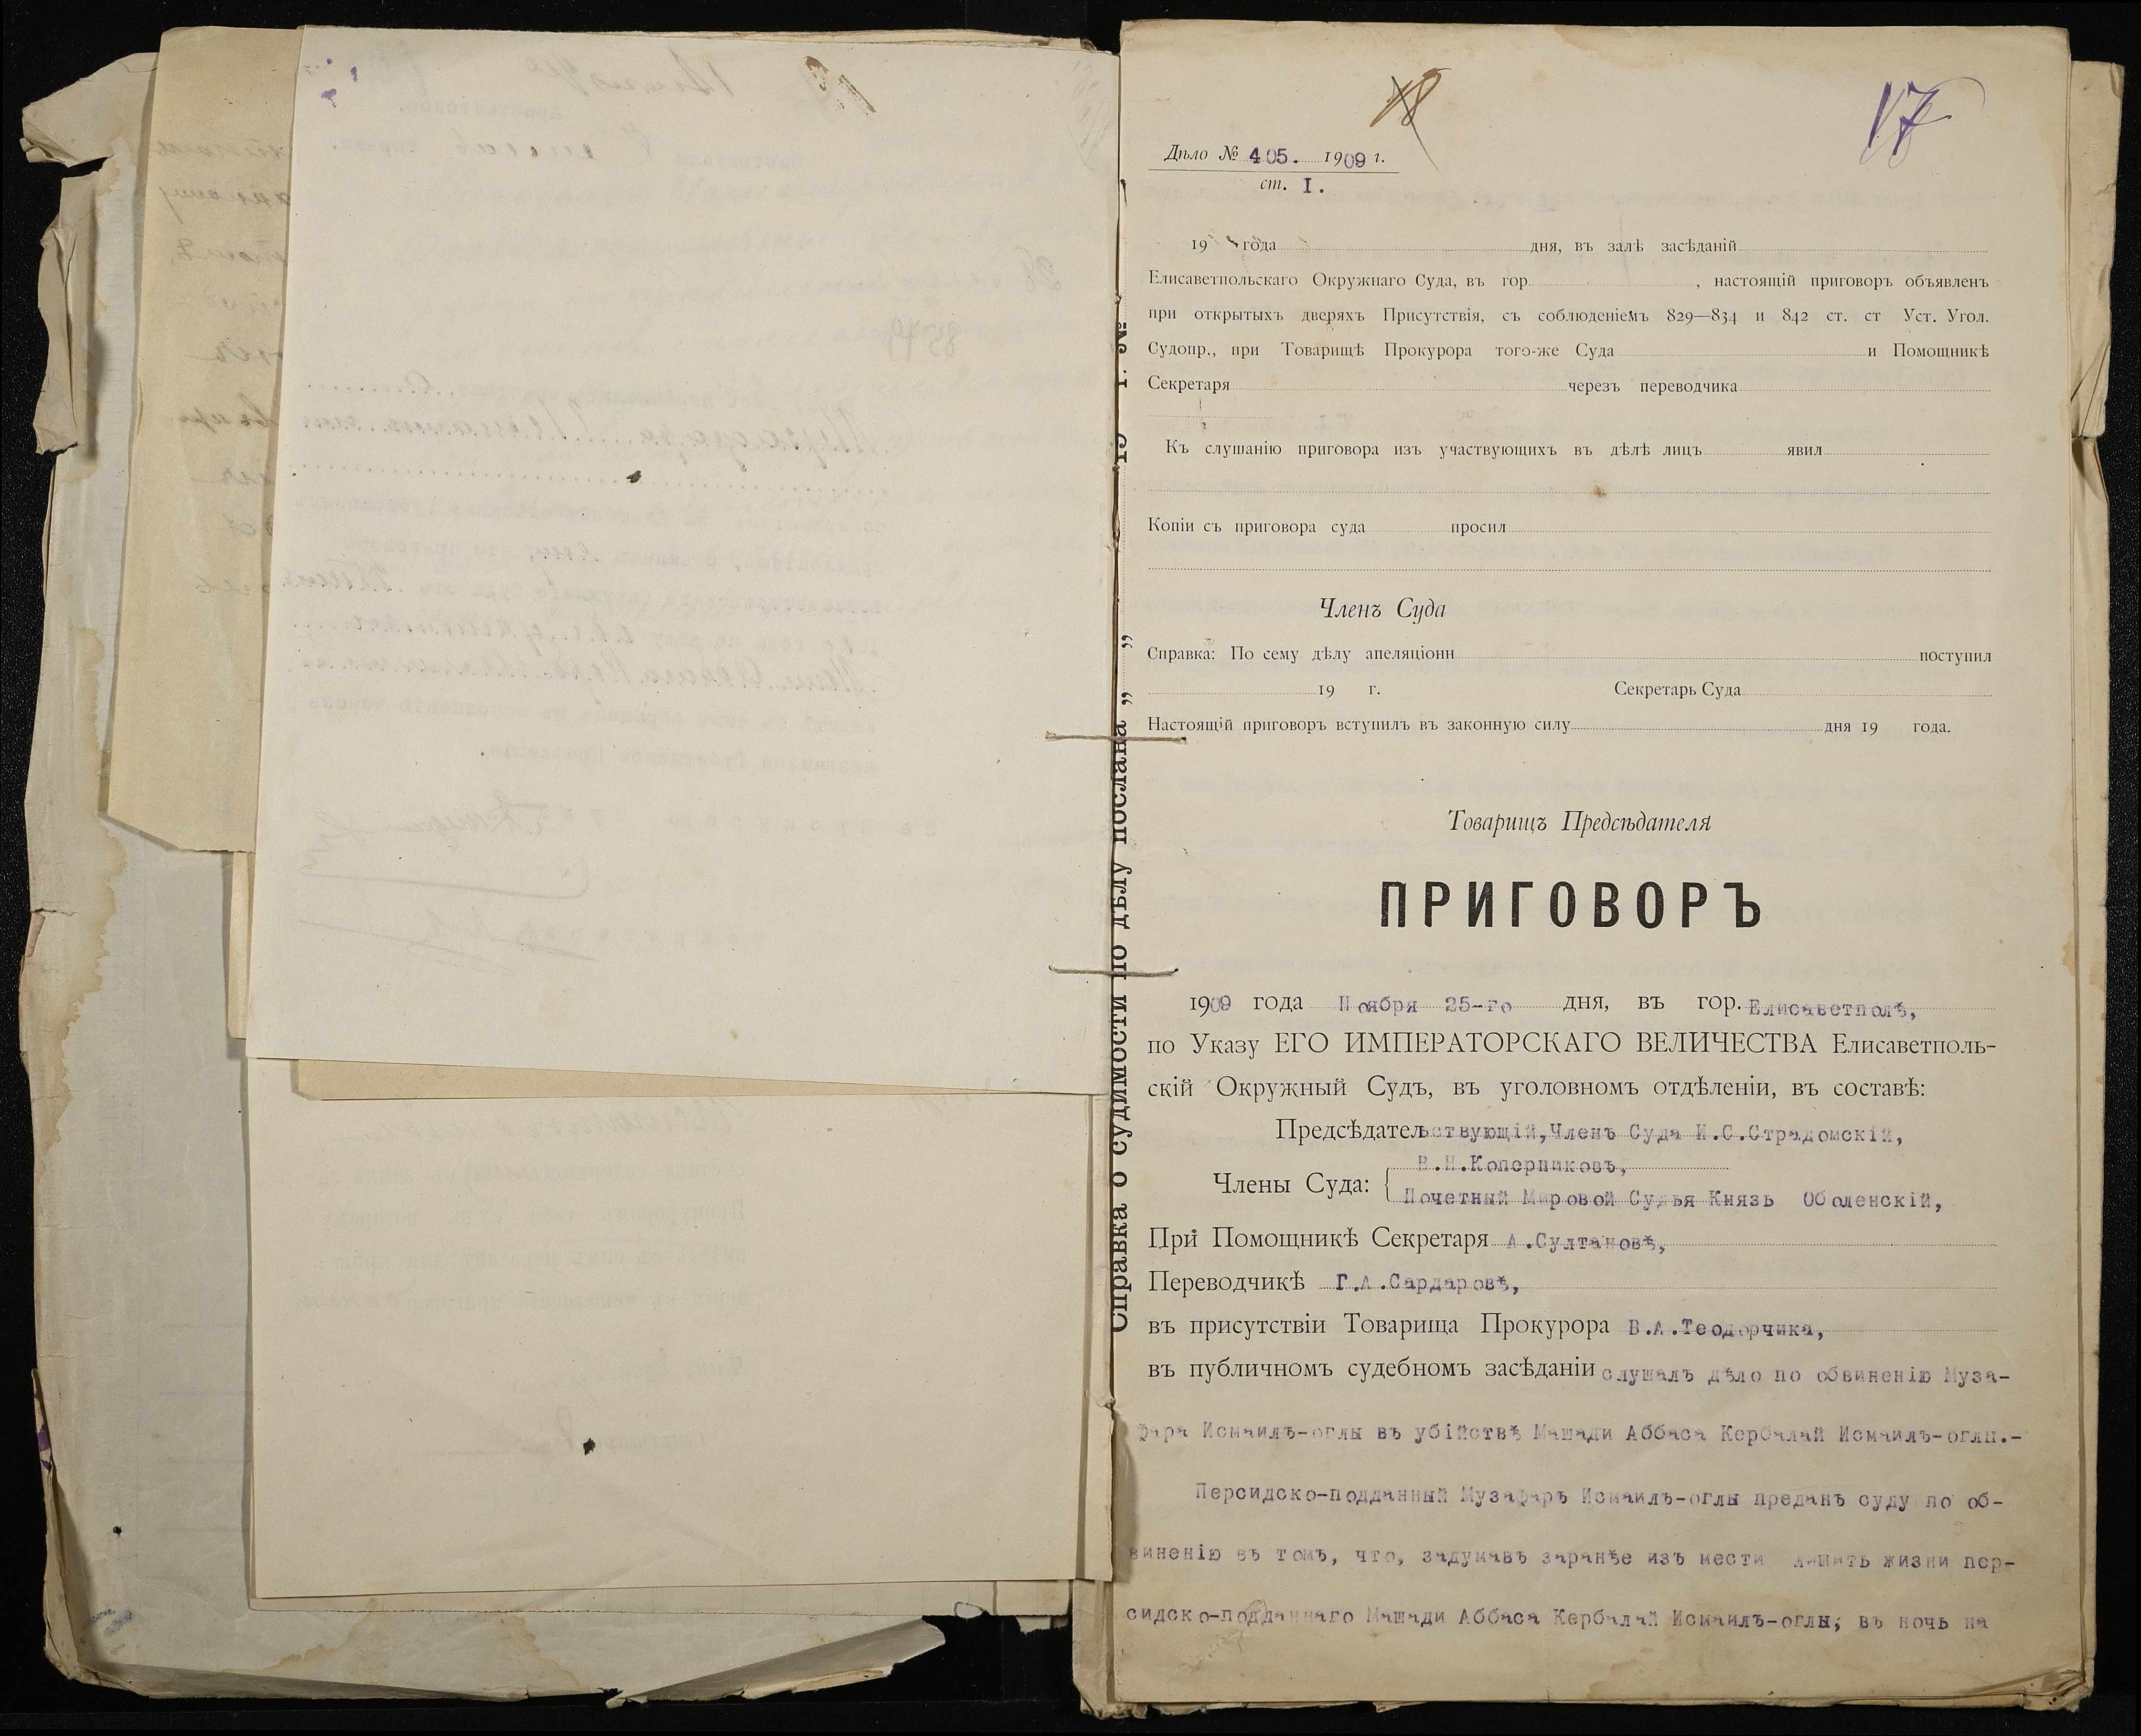 18
17
Дѣло № 405. 1909 г.
ст. I.
19 года дня, въ залѣ засѣданій
Елисаветпольскаго Окружнаго Суда, въ гор , настоящій приговоръ объявленъ
при открытыхъ дверяхъ Присутствія, съ соблюденіемъ 829—834 и 842 ст. ст Уст. Угол.
Судопр., при Товарищѣ Прокурора того-же Суда и Помощникѣ
Секретаря черезъ переводчика
Къ слушанію приговора изъ участвующихъ въ дѣлѣ лицъ явил
Копіи съ приговора суда просил
Членъ Суда
Справка: По сему дѣлу апеляціонн поступил
19 г. Секретарь Суда
Настоящій приговоръ вступилъ въ законную силу дня 19 года.
Товарищъ Предсѣдателя
ПРИГОВОРЪ
1909 года Ноября 25-го дня, въ гор. Елисаветполѣ,
по Указу ЕГО ИМПЕРАТОРСКАГО ВЕЛИЧЕСТВА Елисаветполь-
скій Окружный Судъ, въ уголовномъ отдѣленіи, въ составѣ:
Предсѣдательствующій, Членъ Суда И.С.Страдомскій,
Члены Суда: В.Н.Коперниковъ,
Почетный Мировой Судья Князь Оболенскій,
При Помощникѣ Секретаря А.Султановѣ,
Переводчикѣ Г.А.Сардаровѣ,
въ присутствіи Товарища Прокурора В.А.Теодорчика,
въ публичномъ судебномъ засѣданіи слушалъ дѣло по обвиненію Муза-
фара Исмаилъ-оглы въ убійствѣ Машади Аббаса Кербалай Исмаилъ-оглы.-
Персидско-подданный Музафаръ Исмаилъ-оглы преданъ суду по об-
виненію въ томъ, что, задумавъ заранѣе изъ мести лишить жизни пер-
сидско-подданнаго Машади Аббаса Кербалай Исмаилъ-оглы, въ ночь на
Справка о судимости по дѣлу послана „ „ 19 г. №